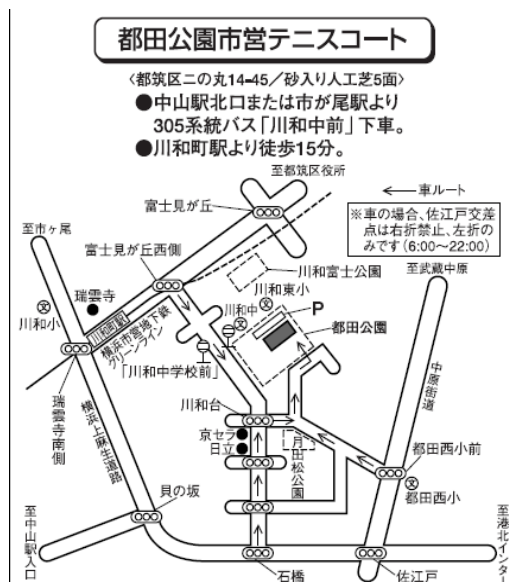 都田公園市営テニスコート
〈都筑区二の丸14-45／砂入り人工芝5面〉
●中山駅北口または市が尾駅より
305系統バス「川和中前」下車。
●川和町駅より徒歩15分。
至都筑区役所
←車ルート
富士見が丘
※車の場合、佐江戸交差
点は右折禁止、左折の
みです(6:00〜22:00)
至市ヶ尾
富士見が丘西側
川和富士公園
至武蔵中原
瑞雲寺
川和東小
文
川和小
文
川和町駅
横浜市営地下鉄
グリーンライン
川和中
文
P
都田公園
「川和中学校前」
中原街道
瑞雲寺
南側
横浜上麻生道路
川和台
京セラ
日立
月出松公園
都田西小前
文
都田西小
貝の坂
至中山駅入口
石橋
佐江戸
至港北インター